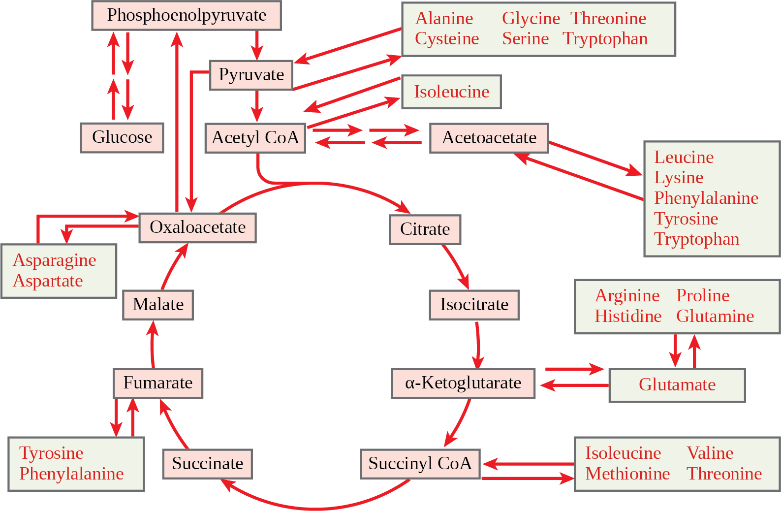 Phosphoenolpyruvate
Alanine Glycine Threonine
Cysteine Serine Tryptophan
Pyruvate
Isoleucine
Glucose
Acetyl CoA
Acetoacetate
Leucine
Lysine
Phenylalanine
Tyrosine
Tryptophan
Oxaloacetate
Citrate
Asparagine
Aspartate
Malate
Isocitrate
Arginine Proline
Histidine Glutamine
Fumarate
α-Ketoglutarate
Glutamate
Tyrosine
Phenylalanine
Succinate
Succinyl CoA
Isoleucine Valine
Methionine Threonine